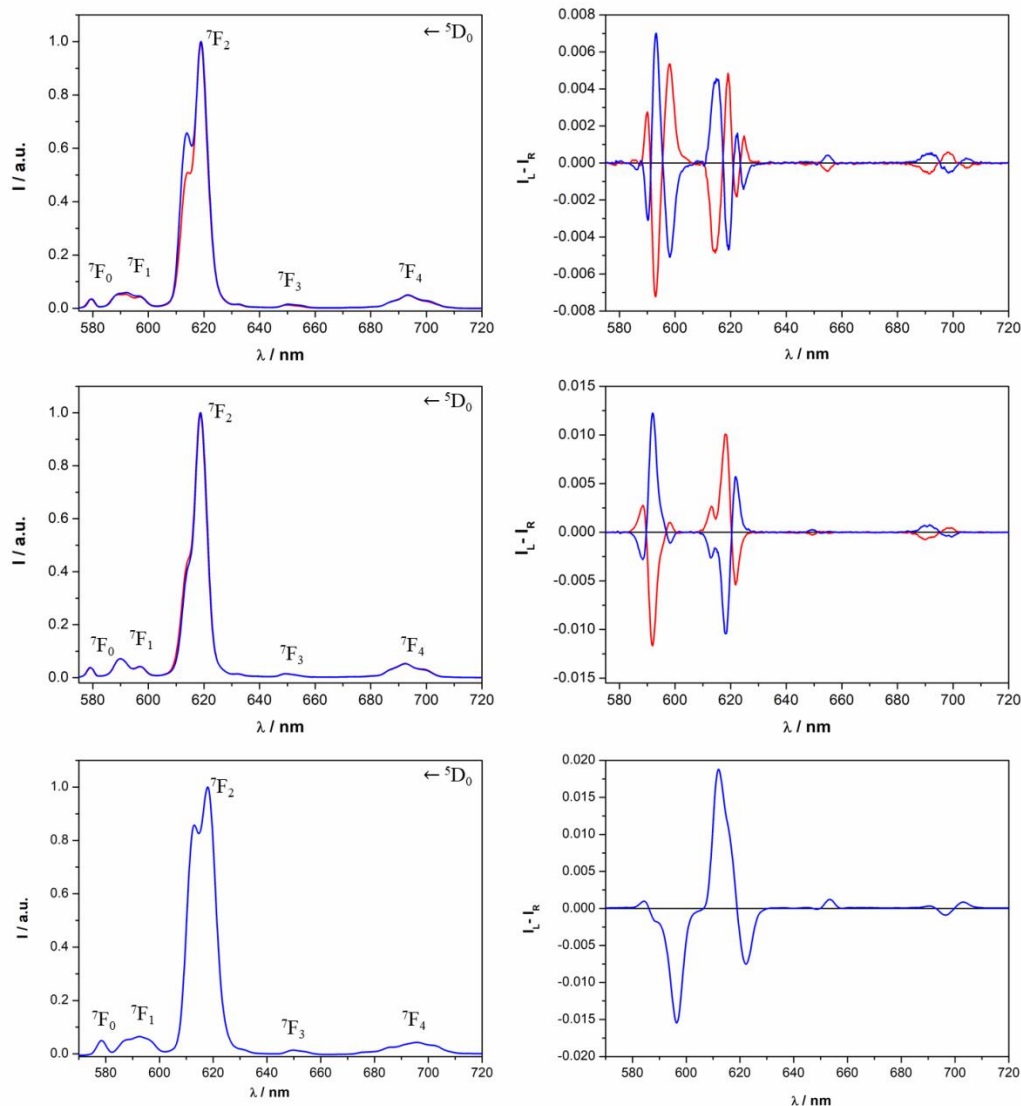 ← ⁵D₀
⁷F₂
⁷F₀
⁷F₁
⁷F₃
⁷F₄
I / a.u.
1.0
0.8
0.6
0.4
0.2
0.0
580 600 620 640 660 680 700 720
λ / nm
I_L- I_R
0.008
0.006
0.004
0.002
0.000
-0.002
-0.004
-0.006
-0.008
580 600 620 640 660 680 700 720
λ / nm
← ⁵D₀
⁷F₂
⁷F₀
⁷F₁
⁷F₃
⁷F₄
I / a.u.
1.0
0.8
0.6
0.4
0.2
0.0
580 600 620 640 660 680 700 720
λ / nm
I_L- I_R
0.015
0.010
0.005
0.000
-0.005
-0.010
-0.015
580 600 620 640 660 680 700 720
λ / nm
← ⁵D₀
⁷F₂
⁷F₀
⁷F₁
⁷F₃
⁷F₄
I / a.u.
1.0
0.8
0.6
0.4
0.2
0.0
580 600 620 640 660 680 700 720
λ / nm
I_L- I_R
0.020
0.015
0.010
0.005
0.000
-0.005
-0.010
-0.015
-0.020
580 600 620 640 660 680 700 720
λ / nm